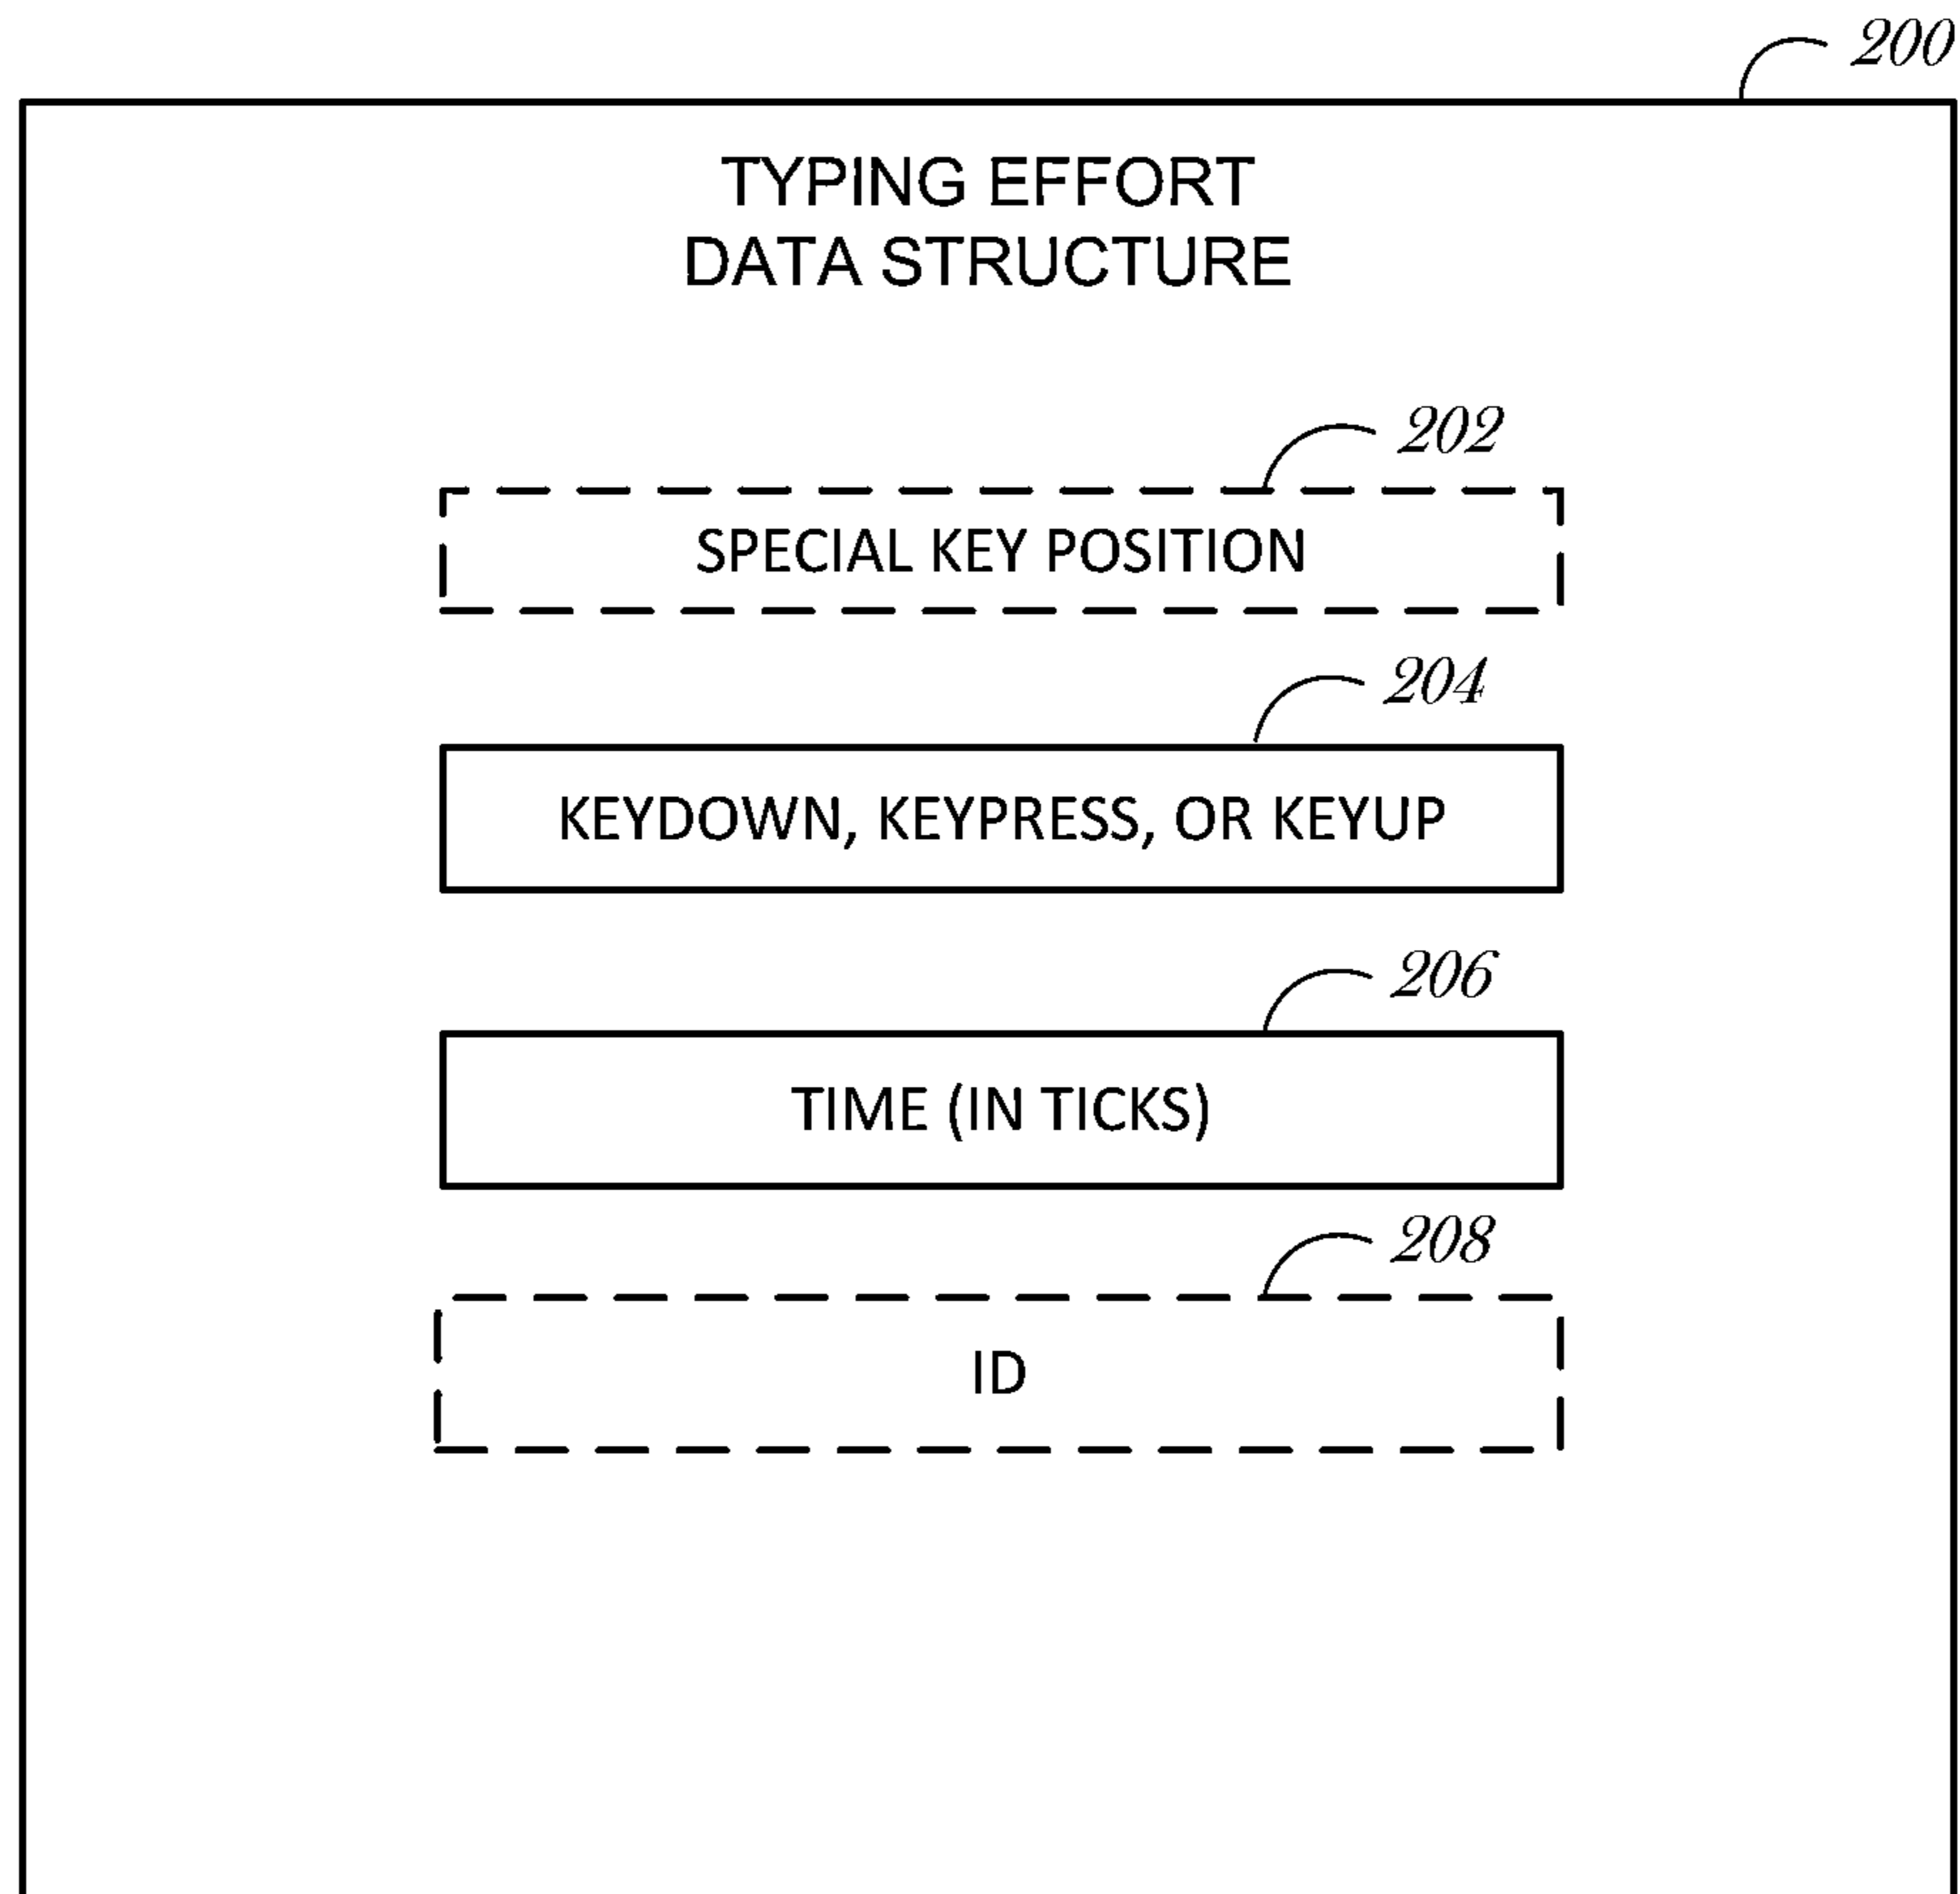 200
TYPING EFFORT
DATA STRUCTURE
202
SPECIAL KEY POSITION
204
KEYDOWN, KEYPRESS, OR KEYUP
206
TIME (IN TICKS)
208
ID